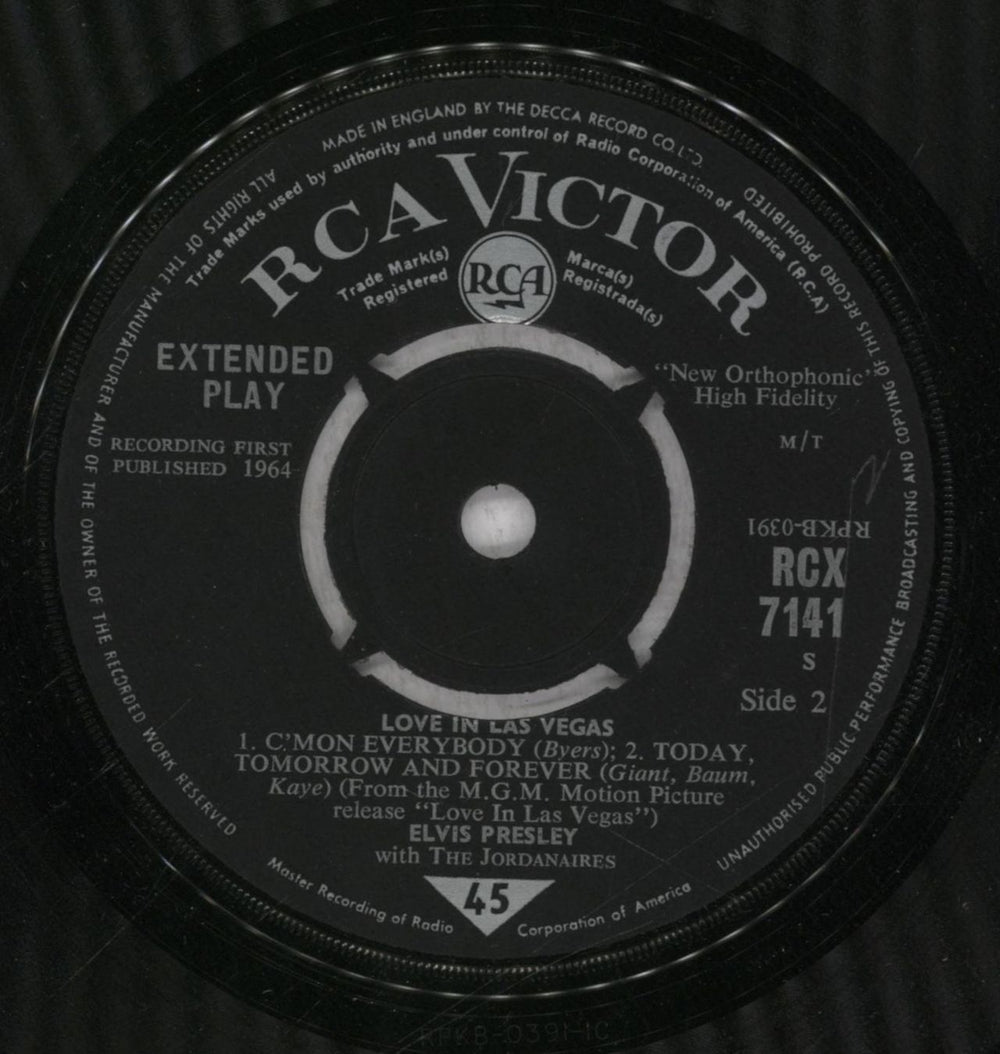 MADE IN ENGLAND BY THE DECCA RECORD CO. LTD.
ALL RIGHTS OF THE MANUFACTURER AND OF THE OWNER OF THE RECORDED WORK RESERVED
UNAUTHORISED PUBLIC PERFORMANCE BROADCASTING AND COPYING OF THIS RECORD PROHIBITED
Trade Marks used by authority and under control of Radio Corporation of America (R.C.A)
RCA VICTOR
Trade Mark(s)
Registered
RCA
Marca(s)
Registrada(s)
EXTENDED
PLAY
"New Orthophonic"
High Fidelity
RECORDING FIRST
PUBLISHED 1964
M/T
RPKB-0391
RCX
7141
S
Side 2
LOVE IN LAS VEGAS
1. C'MON EVERYBODY (Byers); 2. TODAY,
TOMORROW AND FOREVER (Giant, Baum,
Kaye) (From the M.G.M. Motion Picture
release "Love In Las Vegas")
ELVIS PRESLEY
with THE JORDANAIRES
45
Master Recording of Radio Corporation of America
RPKB-0391-1C